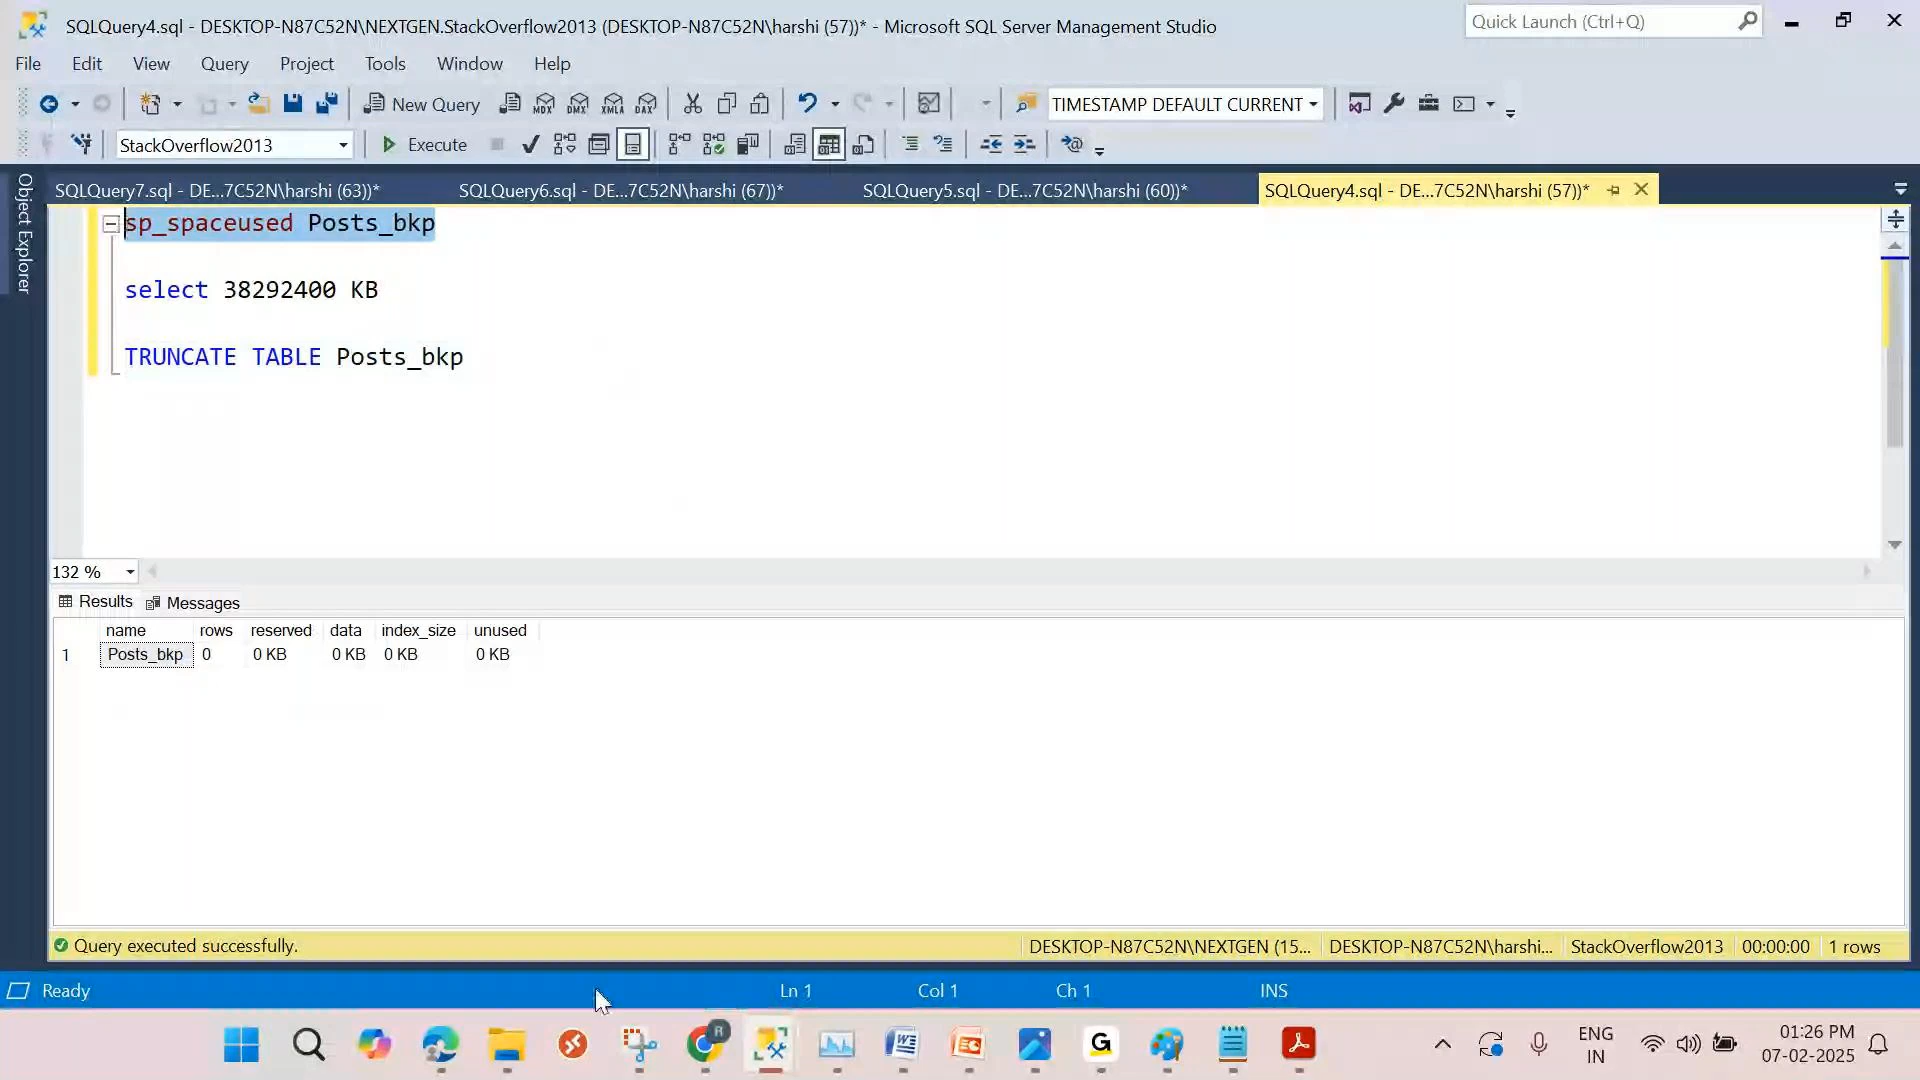 SQLQuery4.sql - DESKTOP-N87C52N\NEXTGEN.StackOverflow2013 (DESKTOP-N87C52N\harshi (57))* - Microsoft SQL Server Management Studio
Quick Launch (Ctrl+Q)
File Edit View Query Project Tools Window Help
New Query
MDX DMX XMLA DAX
TIMESTAMP DEFAULT CURRENT
StackOverflow2013
Execute
Object Explorer
SQLQuery7.sql - DE...7C52N\harshi (63))*
SQLQuery6.sql - DE...7C52N\harshi (67))*
SQLQuery5.sql - DE...7C52N\harshi (60))*
SQLQuery4.sql - DE...7C52N\harshi (57))*
sp_spaceused Posts_bkp
select 38292400 KB
TRUNCATE TABLE Posts_bkp
132 %
Results Messages
name rows reserved data index_size unused
1 Posts_bkp 0 0 KB 0 KB 0 KB 0 KB
Query executed successfully.
DESKTOP-N87C52N\NEXTGEN (15... DESKTOP-N87C52N\harshi... StackOverflow2013 00:00:00 1 rows
Ready Ln 1 Col 1 Ch 1 INS
R
G
ENG
IN
01:26 PM
07-02-2025